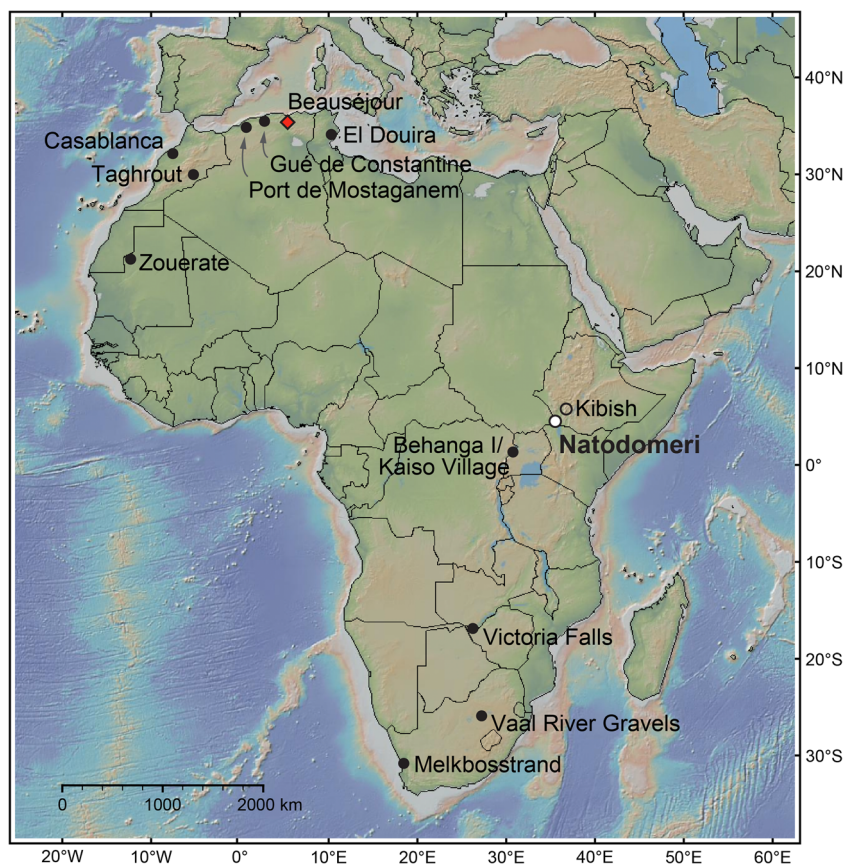 Beauséjour
El Douira
Casablanca
Gué de Constantine
Taghrout
Port de Mostaganem
Zouerate
Kibish
Natodomeri
Behanga I/
Kaiso Village
Victoria Falls
Vaal River Gravels
Melkbosstrand
0 1000 2000 km
40°N
30°N
20°N
10°N
0°
10°S
20°S
30°S
20°W 10°W 0° 10°E 20°E 30°E 40°E 50°E 60°E